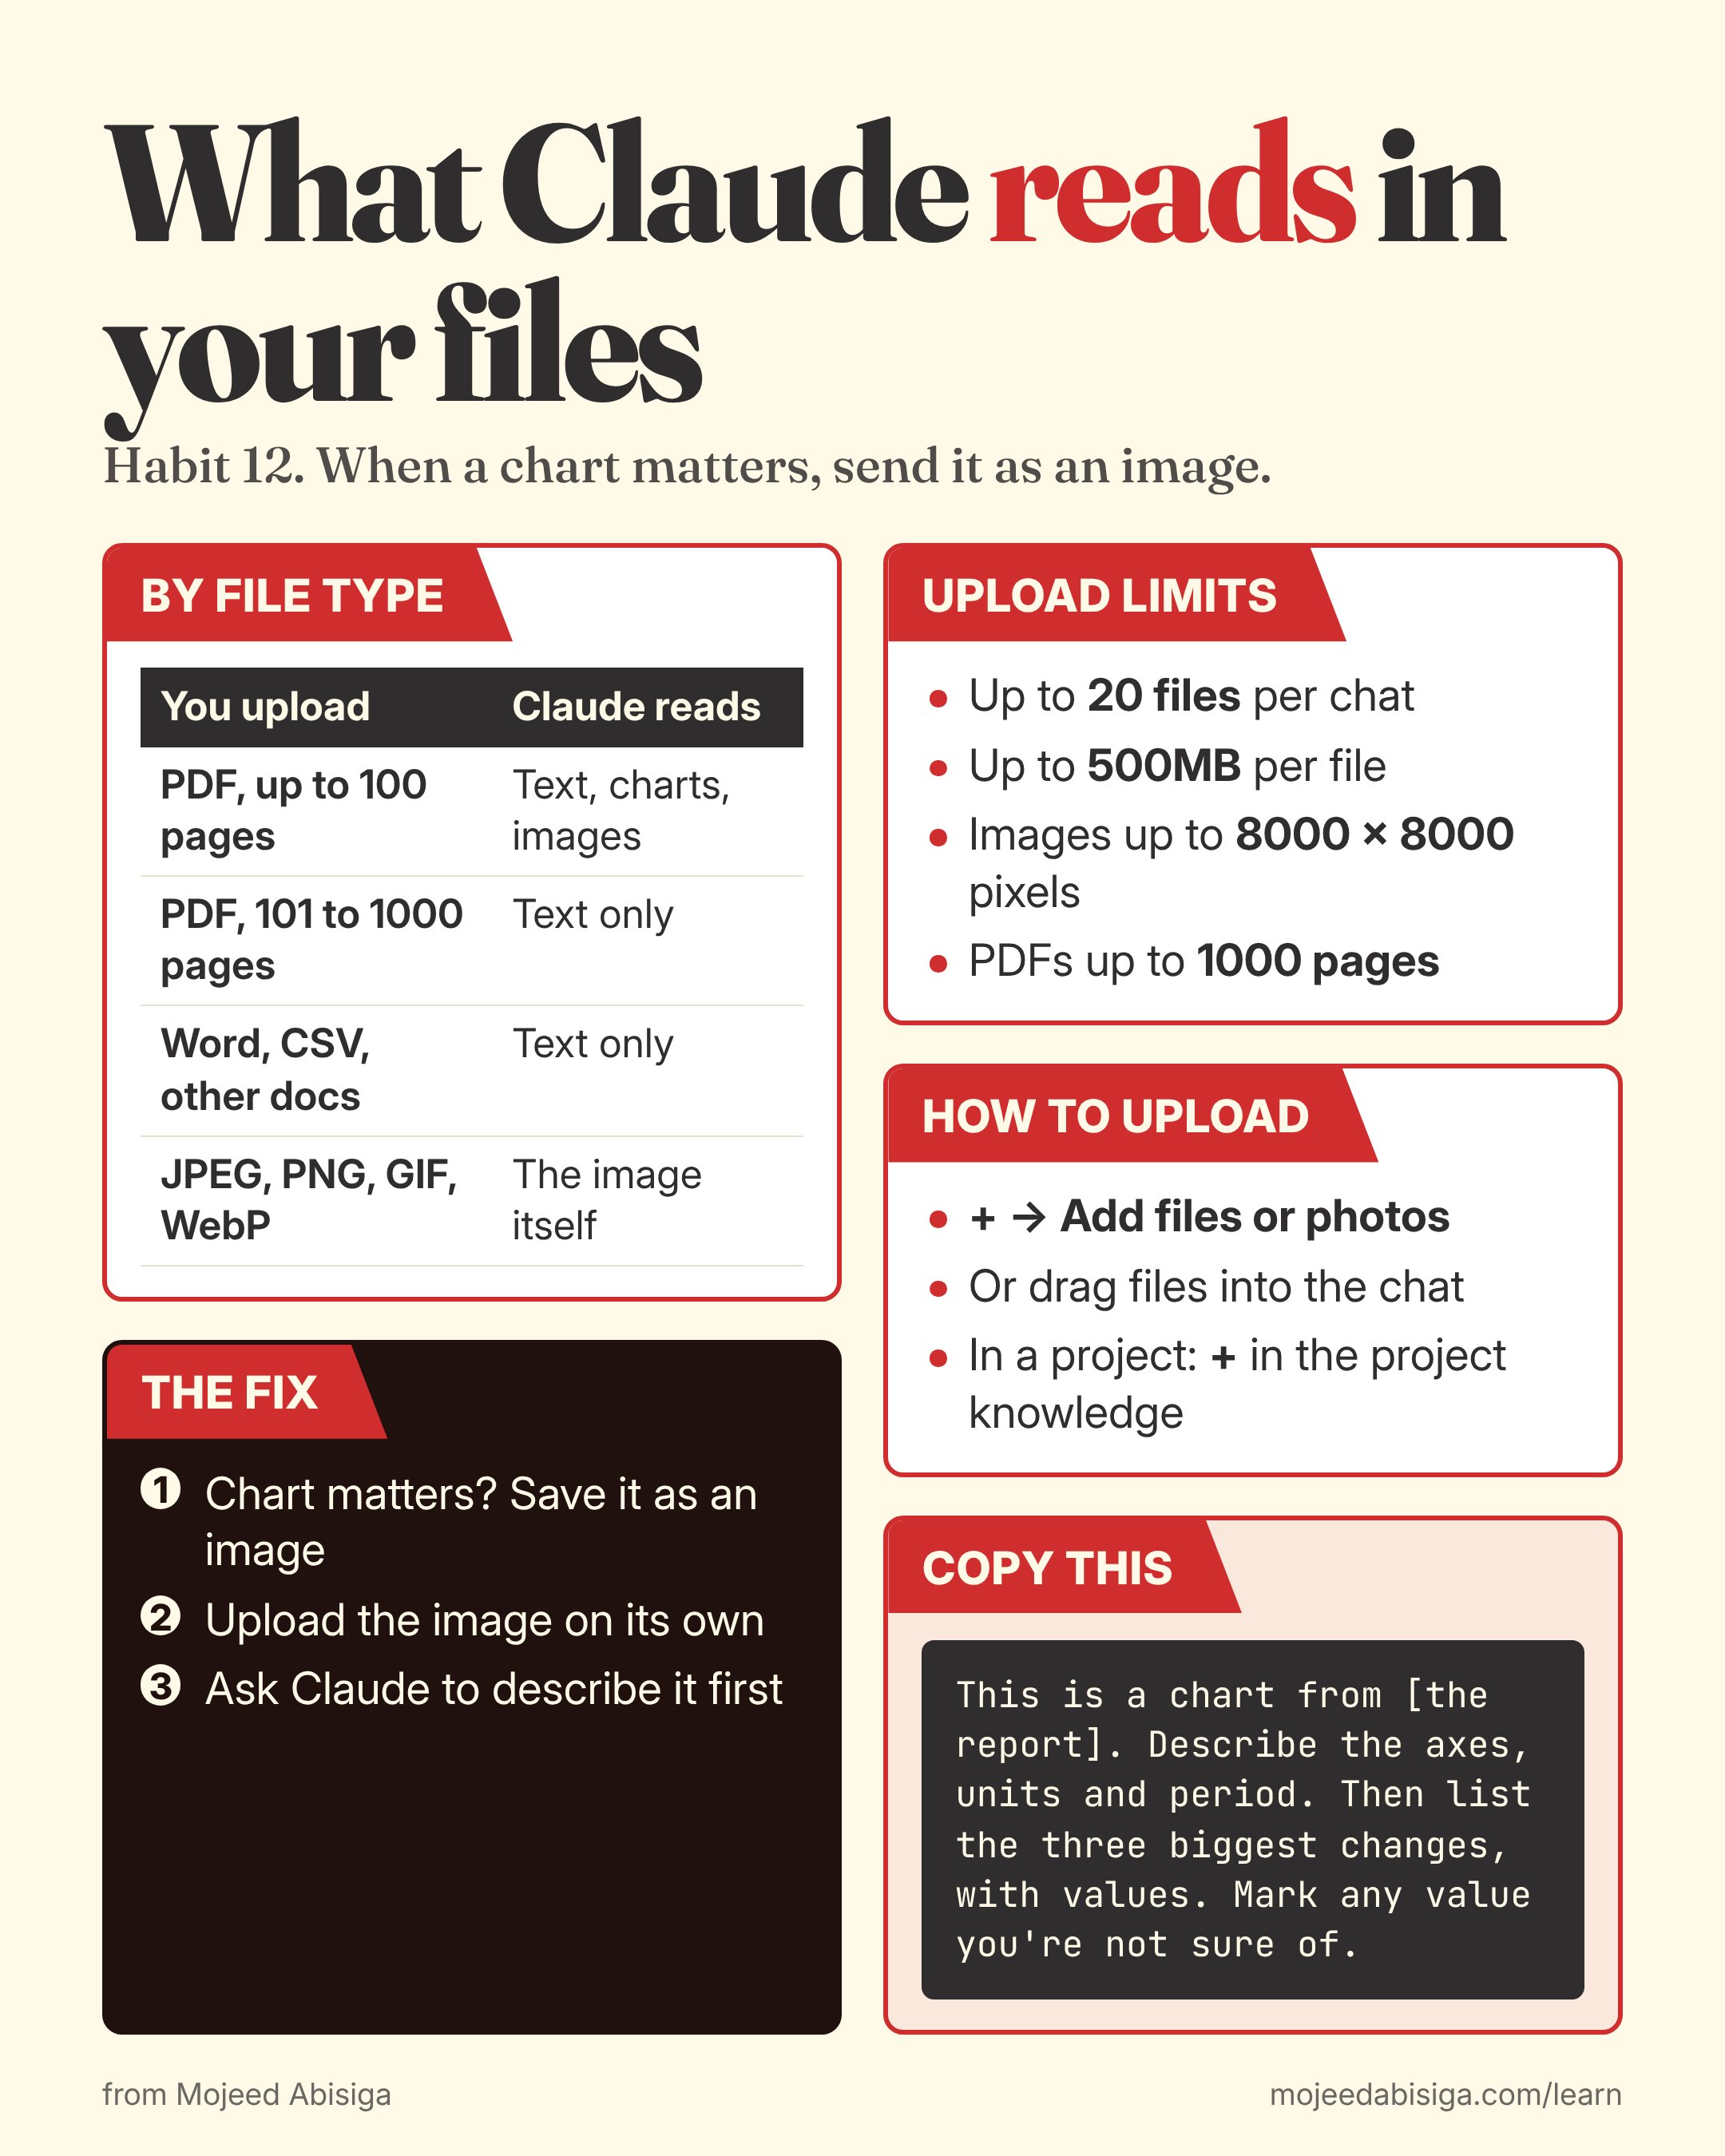 What Claude reads in
your files
Habit 12. When a chart matters, send it as an image.
BY FILE TYPE
You upload Claude reads
PDF, up to 100 Text, charts,
pages images
PDF, 101 to 1000 Text only
pages
Word, CSV, Text only
other docs
JPEG, PNG, GIF, The image
WebP itself
THE FIX
1 Chart matters? Save it as an
image
2 Upload the image on its own
3 Ask Claude to describe it first
UPLOAD LIMITS
• Up to 20 files per chat
• Up to 500MB per file
• Images up to 8000 × 8000
pixels
• PDFs up to 1000 pages
HOW TO UPLOAD
• + → Add files or photos
• Or drag files into the chat
• In a project: + in the project
knowledge
COPY THIS
This is a chart from [the
report]. Describe the axes,
units and period. Then list
the three biggest changes,
with values. Mark any value
you're not sure of.
from Mojeed Abisiga
mojeedabisiga.com/learn